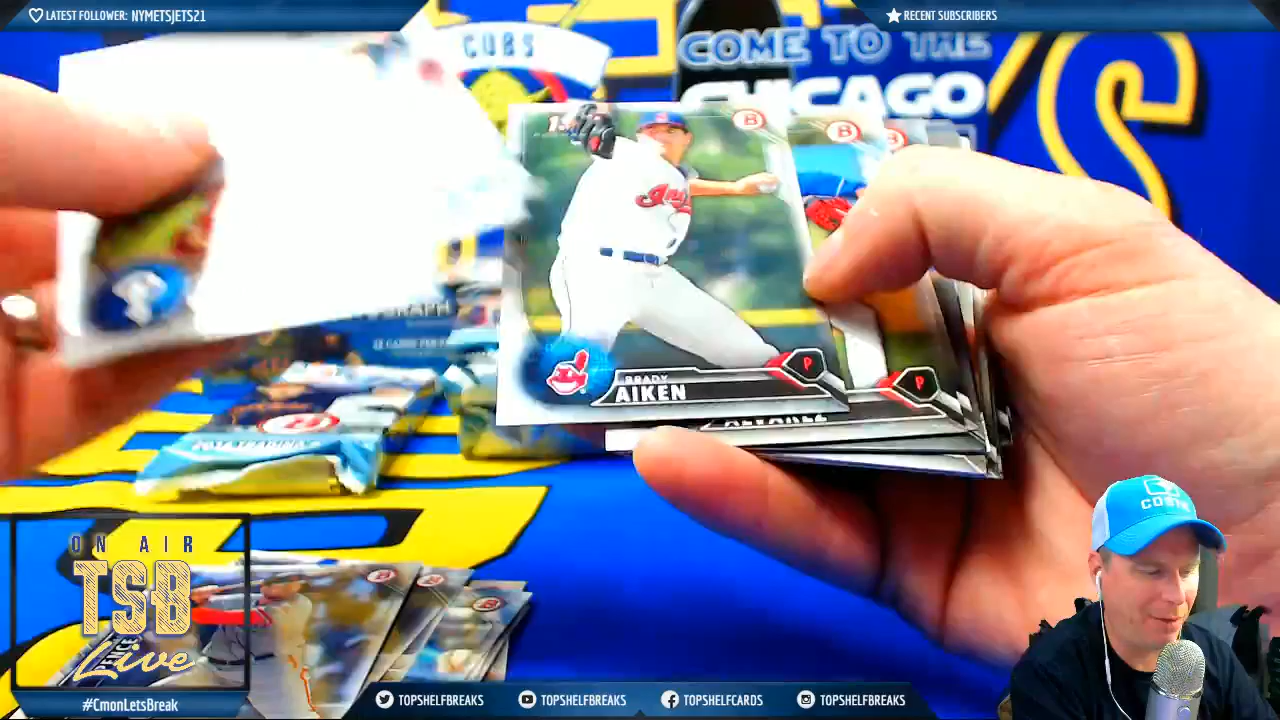 LATEST FOLLOWER: NYMETSJETS21
RECENT SUBSCRIBERS
CUBS
COME TO THE
CHICAGO
BRADY
AIKEN
P
P
ALVAREZ
ON AIR
TSB
Live
#CmonLetsBreak
TOPSHELFBREAKS
TOPSHELFBREAKS
TOPSHELFCARDS
TOPSHELFBREAKS